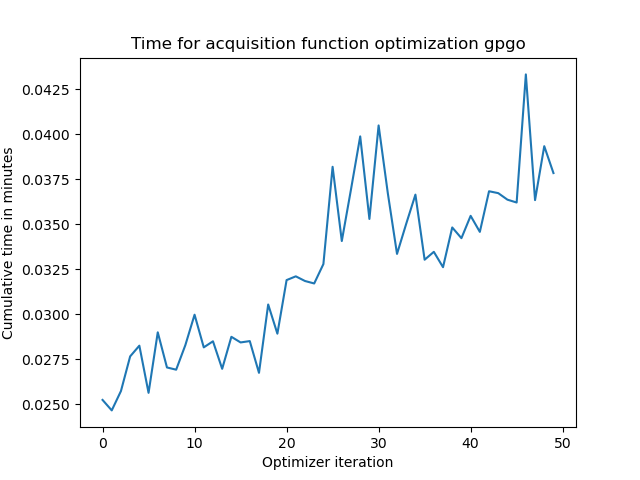 Time for acquisition function optimization gpgo
Cumulative time in minutes
0.0425
0.0400
0.0375
0.0350
0.0325
0.0300
0.0275
0.0250
0 10 20 30 40 50
Optimizer iteration